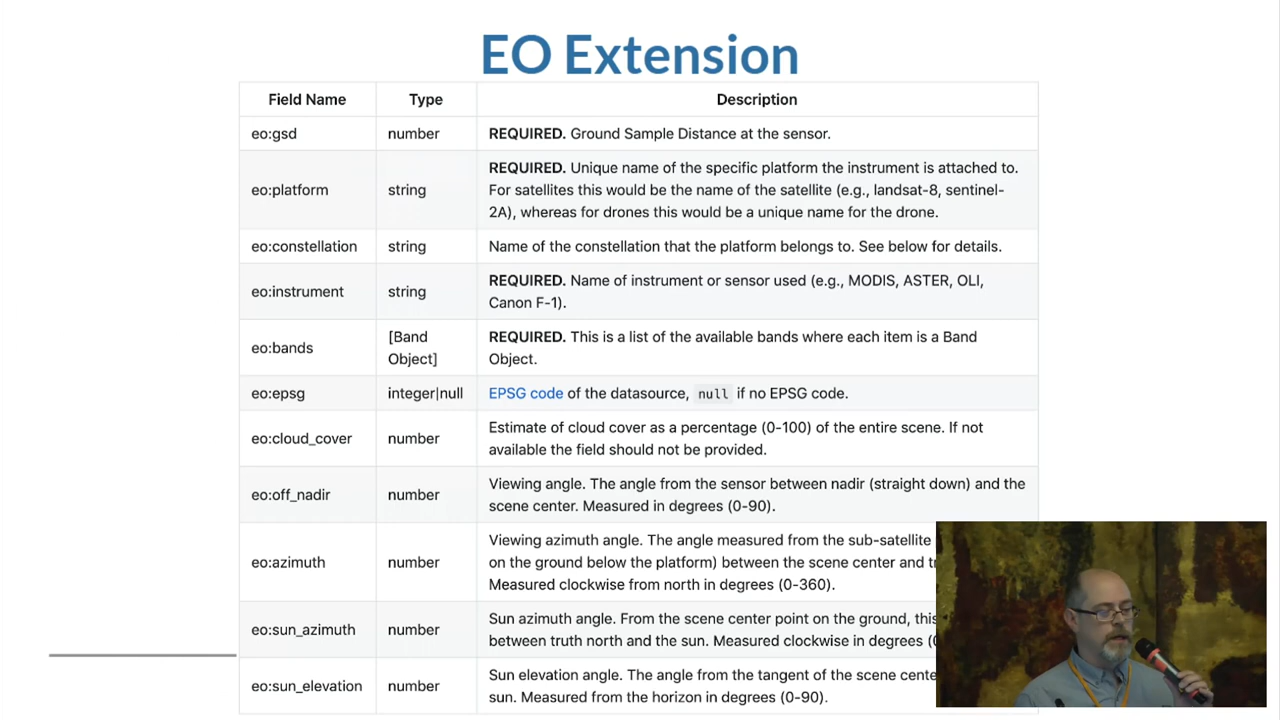 EO Extension
Field Name Type Description
eo:gsd number REQUIRED. Ground Sample Distance at the sensor.
eo:platform string REQUIRED. Unique name of the specific platform the instrument is attached to.
For satellites this would be the name of the satellite (e.g., landsat-8, sentinel-
2A), whereas for drones this would be a unique name for the drone.
eo:constellation string Name of the constellation that the platform belongs to. See below for details.
eo:instrument string REQUIRED. Name of instrument or sensor used (e.g., MODIS, ASTER, OLI,
Canon F-1).
eo:bands [Band
Object] REQUIRED. This is a list of the available bands where each item is a Band
Object.
eo:epsg integer|null EPSG code of the datasource, null if no EPSG code.
eo:cloud_cover number Estimate of cloud cover as a percentage (0-100) of the entire scene. If not
available the field should not be provided.
eo:off_nadir number Viewing angle. The angle from the sensor between nadir (straight down) and the
scene center. Measured in degrees (0-90).
eo:azimuth number Viewing azimuth angle. The angle measured from the sub-satellite
on the ground below the platform) between the scene center and
Measured clockwise from north in degrees (0-360).
eo:sun_azimuth number Sun azimuth angle. From the scene center point on the ground, this
between truth north and the sun. Measured clockwise in degrees
eo:sun_elevation number Sun elevation angle. The angle from the tangent of the scene
sun. Measured from the horizon in degrees (0-90).